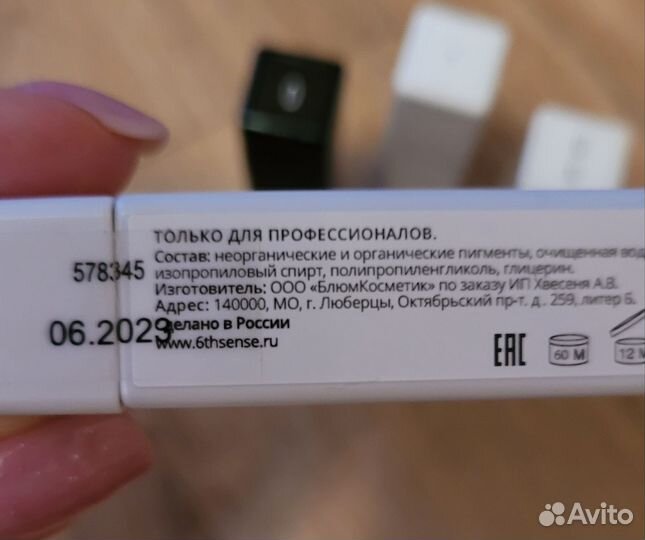 ТОЛЬКО ДЛЯ ПРОФЕССИОНАЛОВ.
Состав: неорганические и органические пигменты, очищенная вод
изопропиловый спирт, полипропиленгликоль, глицерин.
Изготовитель: ООО «БлюмКосметик» по заказу ИП Хвесеня А.В.
Адрес: 140000, МО, г. Люберцы, Октябрьский пр-т. д.. 259, литер Б.
Сделано в России
www.6thsense.ru
578345
06.2029
EAC
60 M
12 M
Avito